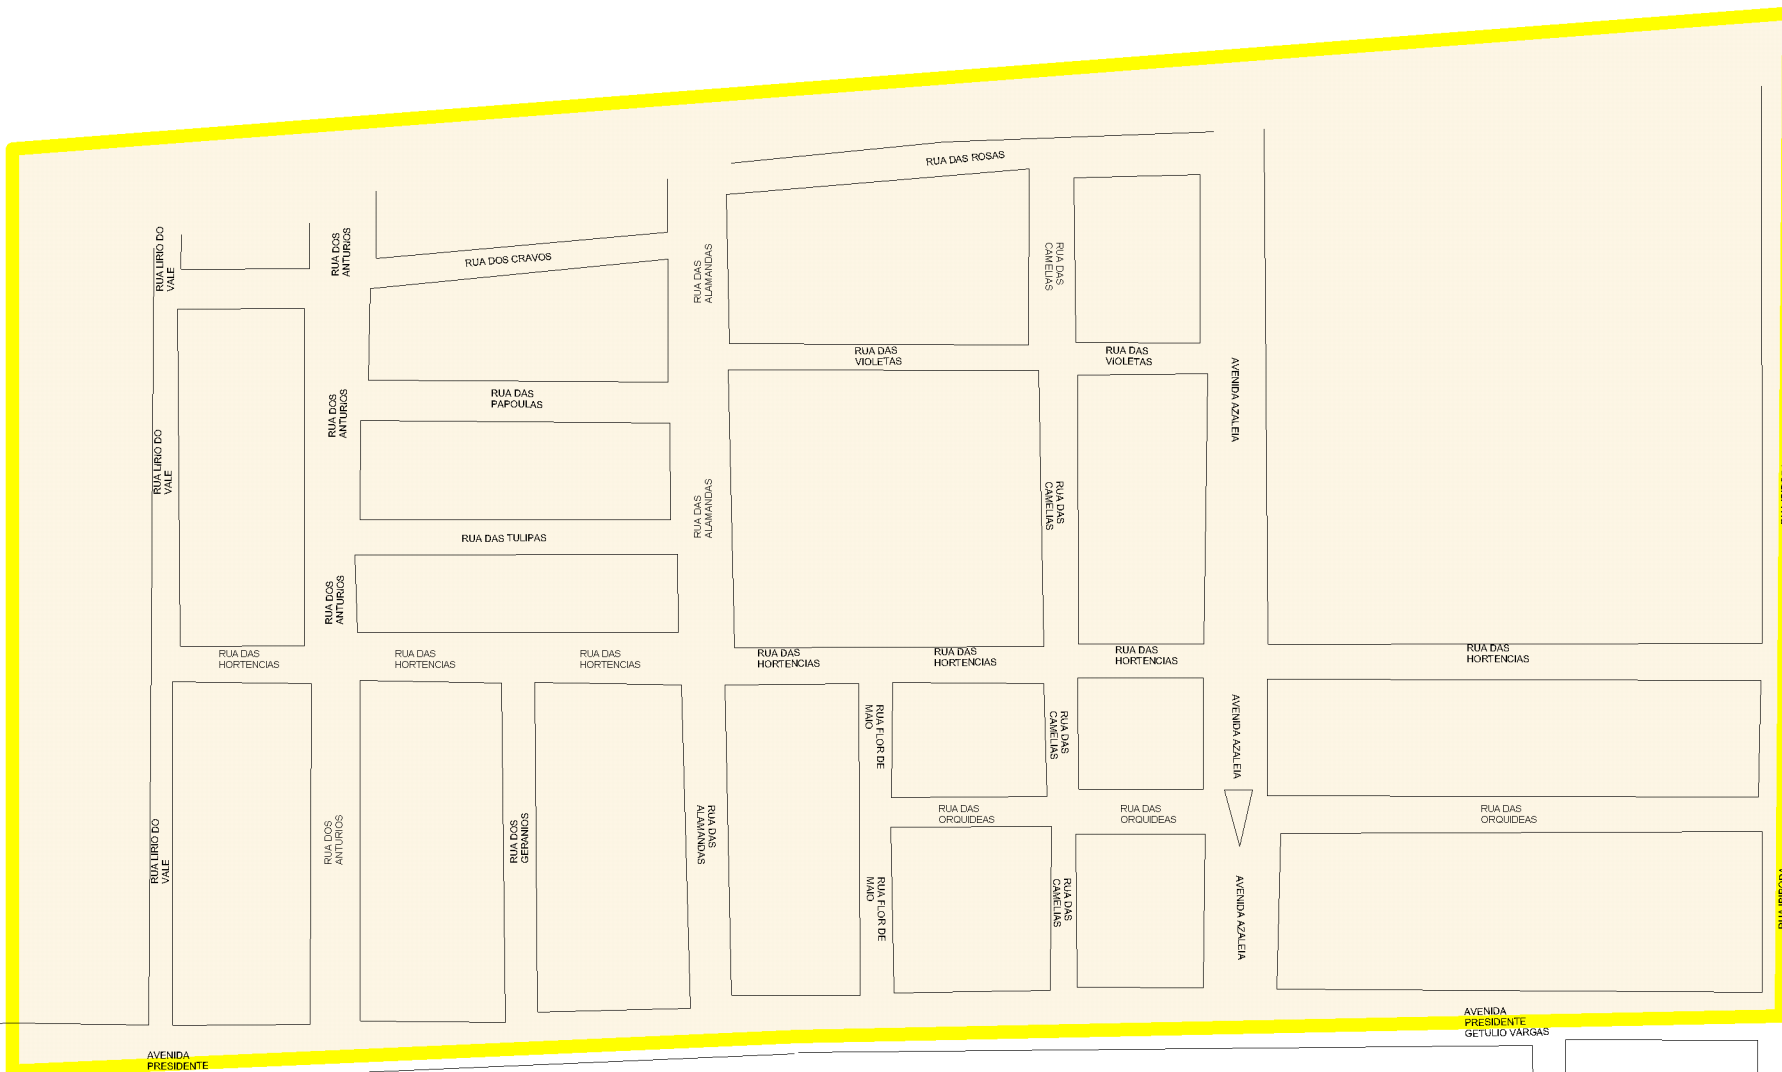 RUA DAS ROSAS
RUA LIRIO DO
VALE
RUA DOS
ANTURIOS
RUA DOS CRAVOS
RUA DAS
ALAMANDAS
RUA DAS
CAMELIAS
RUA DAS
VIOLETAS
RUA DAS
VIOLETAS
AVENIDA AZALEIA
RUA DOS
ANTURIOS
RUA DAS
PAPOULAS
RUA LIRIO DO
VALE
RUA DAS
ALAMANDAS
RUA DAS
CAMELIAS
RUA DAS TULIPAS
RUA DOS
ANTURIOS
RUA DAS
HORTENCIAS
RUA DAS
HORTENCIAS
RUA DAS
HORTENCIAS
RUA DAS
HORTENCIAS
RUA DAS
HORTENCIAS
RUA DAS
HORTENCIAS
RUA DAS
HORTENCIAS
RUA FLOR DE
MAIO
RUA DAS
CAMELIAS
AVENIDA AZALEIA
RUA DAS
ORQUIDEAS
RUA DAS
ORQUIDEAS
RUA DAS
ORQUIDEAS
RUA LIRIO DO
VALE
RUA DOS
ANTURIOS
RUA DOS
GERANIOS
RUA DAS
ALAMANDAS
RUA FLOR DE
MAIO
RUA DAS
CAMELIAS
AVENIDA AZALEIA
AVENIDA
PRESIDENTE
GETULIO VARGAS
AVENIDA
PRESIDENTE